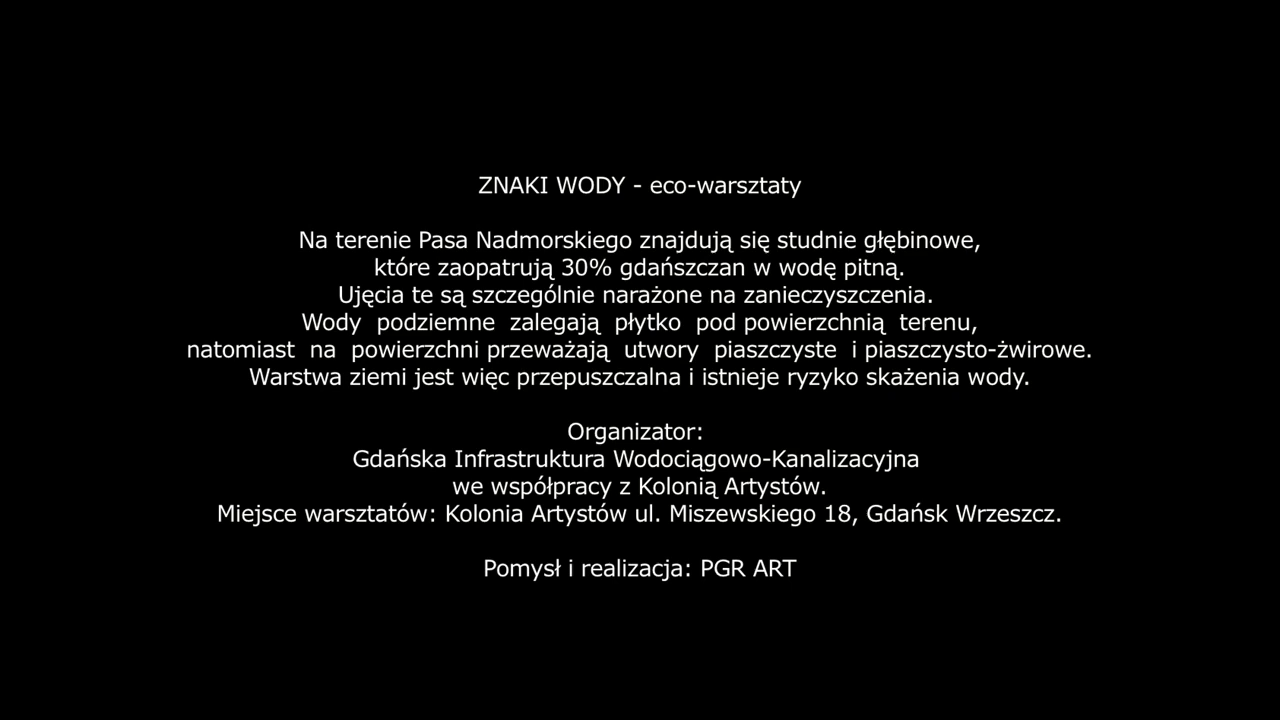 ZNAKI WODY - eco-warsztaty
Na terenie Pasa Nadmorskiego znajdują się studnie głębinowe,
które zaopatrują 30% gdańszczan w wodę pitną.
Ujęcia te są szczególnie narażone na zanieczyszczenia.
Wody podziemne zalegają płytko pod powierzchnią terenu,
natomiast na powierzchni przeważają utwory piaszczyste i piaszczysto-żwirowe.
Warstwa ziemi jest więc przepuszczalna i istnieje ryzyko skażenia wody.
Organizator:
Gdańska Infrastruktura Wodociągowo-Kanalizacyjna
we współpracy z Kolonią Artystów.
Miejsce warsztatów: Kolonia Artystów ul. Miszewskiego 18, Gdańsk Wrzeszcz.
Pomysł i realizacja: PGR ART